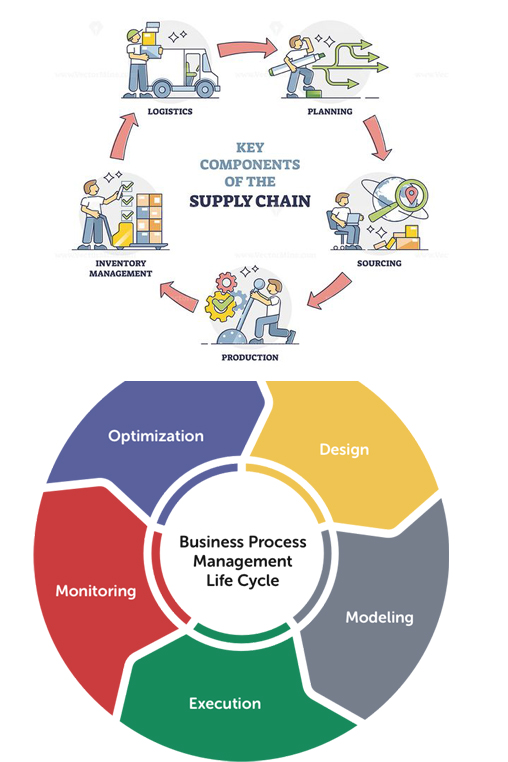 LOGISTICS
PLANNING
KEY
COMPONENTS
OF THE
SUPPLY CHAIN
INVENTORY
MANAGEMENT
SOURCING
PRODUCTION
Optimization
Design
Business Process
Management
Life Cycle
Monitoring
Modeling
Execution